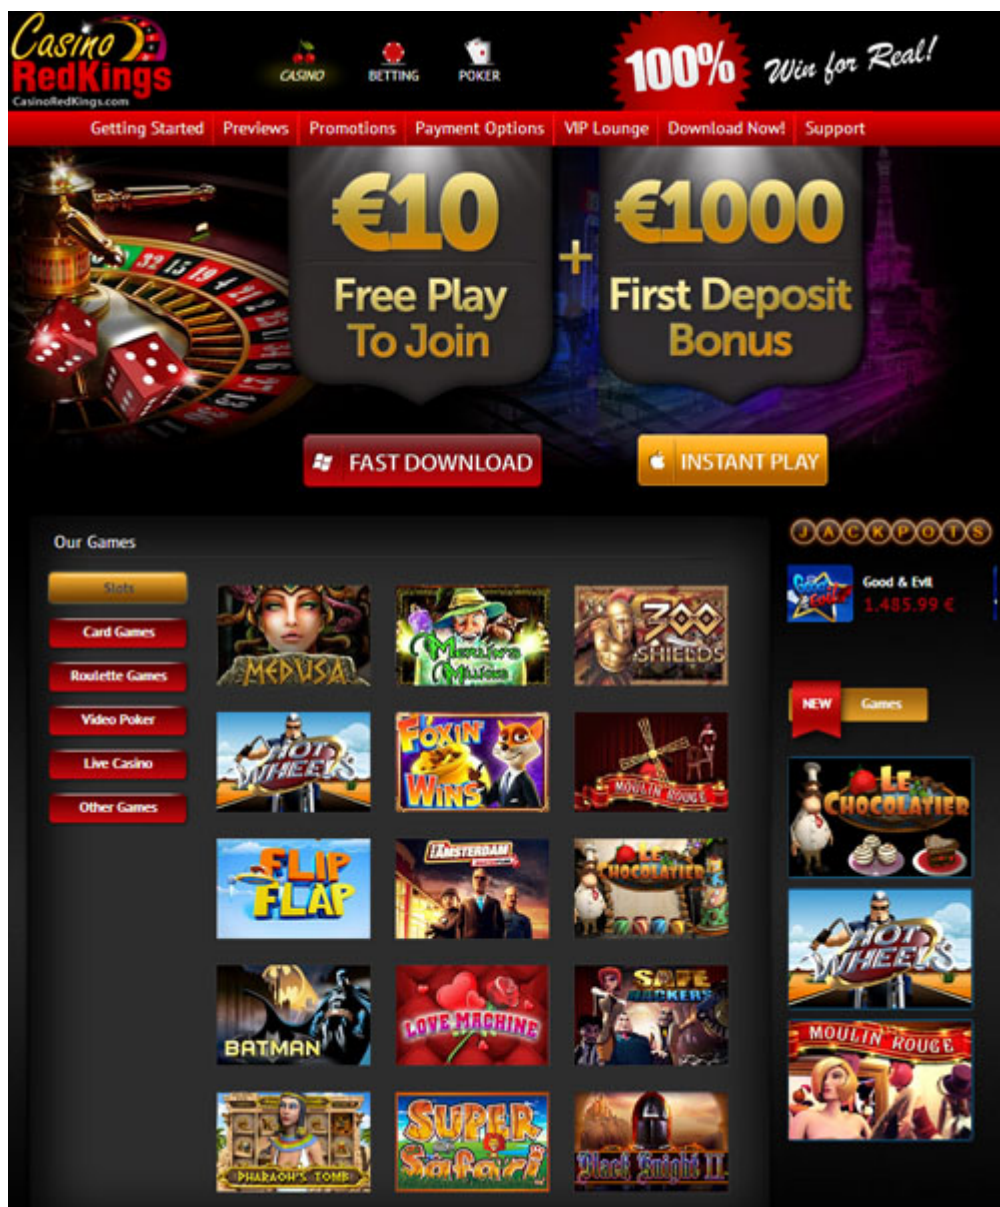 Casino
RedKings
CasinoRedKings.com
CASINO
BETTING
POKER
100%
Win for Real!
Getting Started
Previews
Promotions
Payment Options
VIP Lounge
Download Now!
Support
€10
Free Play
To Join
+
€1000
First Deposit
Bonus
FAST DOWNLOAD
INSTANT PLAY
Our Games
Slots
Card Games
Roulette Games
Video Poker
Live Casino
Other Games
MEDUSA
MERLIN'S
MILLIONS
300
SHIELDS
HOT
WHEELS
FOXIN'
WINS
MOULIN ROUGE
FLIP
FLAP
AMSTERDAM
LE
CHOCOLATIER
BATMAN
LOVE MACHINE
SAFE
HACKERS
PHARAOH'S TOMB
SUPER
Safari
Black Knight II
JACKPOTS
Good & Evil
1.485.99 €
NEW
Games
LE
CHOCOLATIER
HOT
WHEELS
MOULIN ROUGE